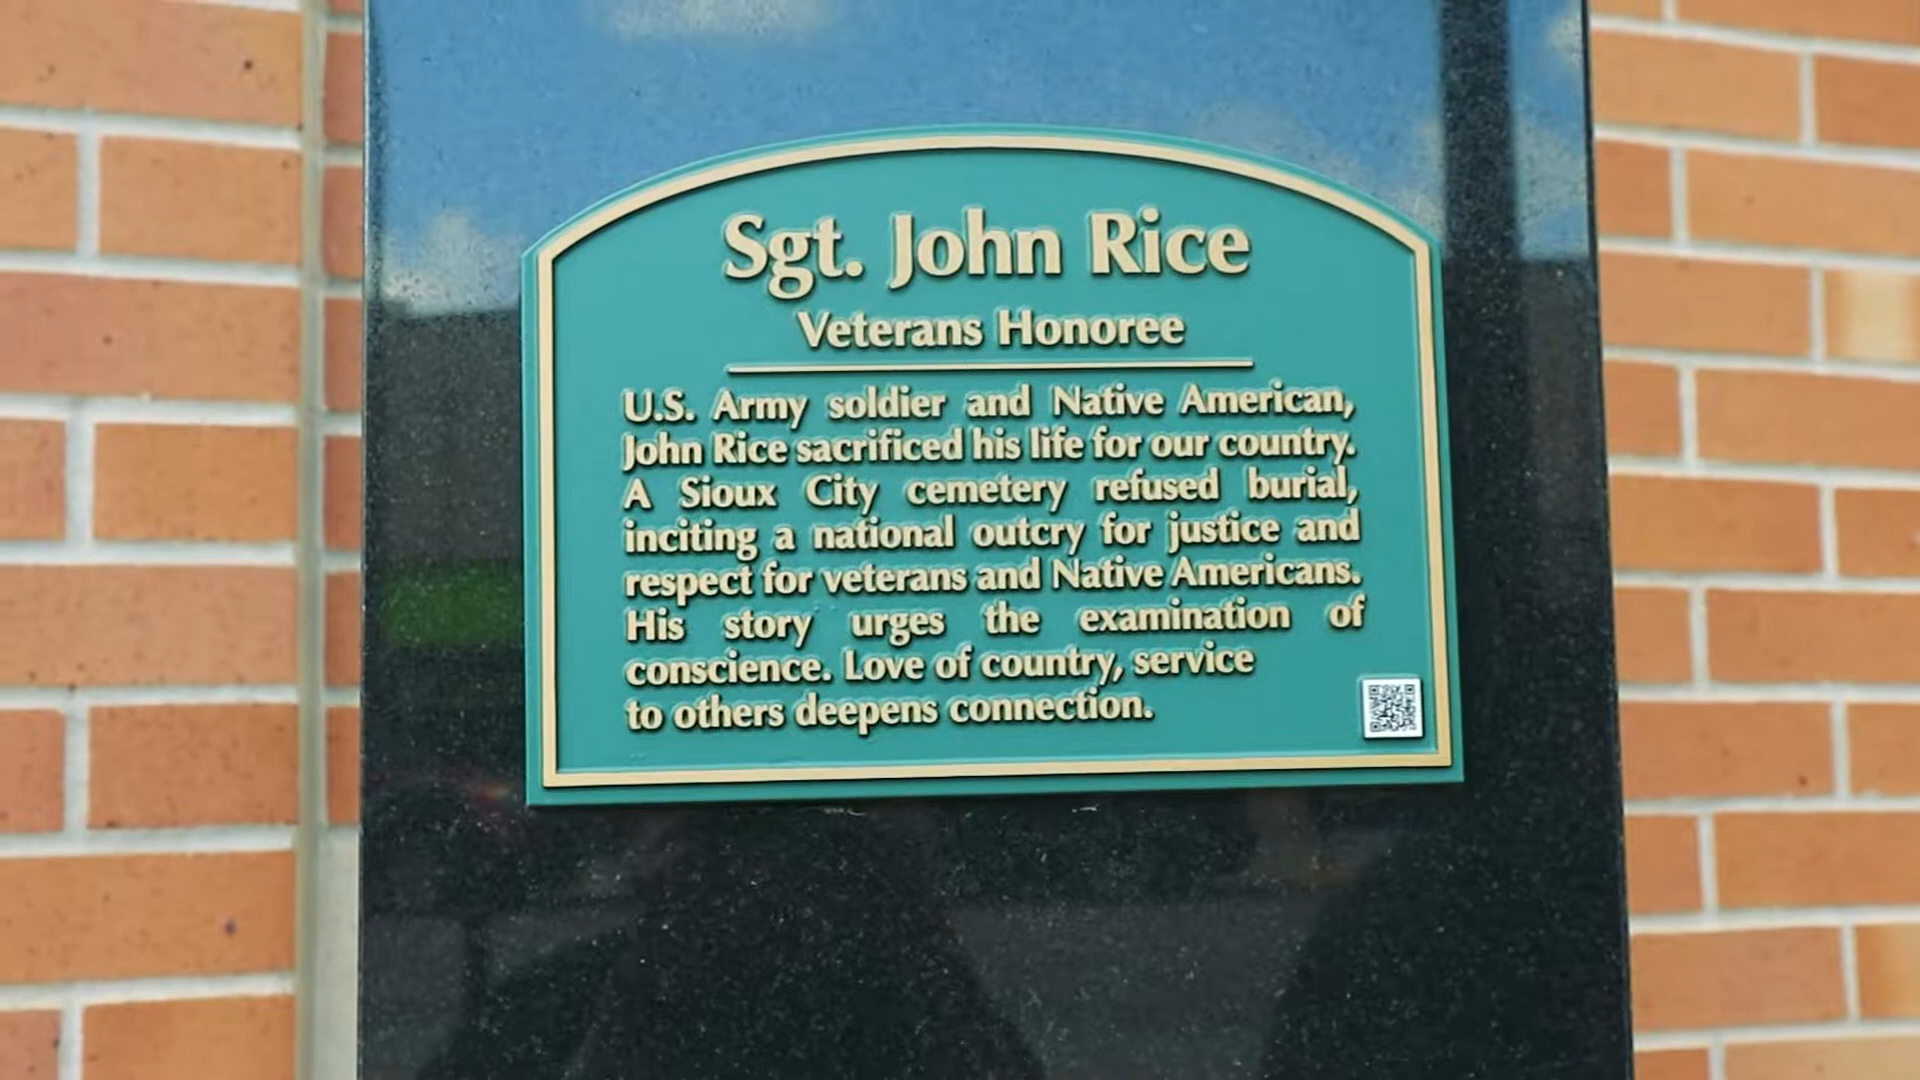 Sgt. John Rice
Veterans Honoree
U.S. Army soldier and Native American,
John Rice sacrificed his life for our country.
A Sioux City cemetery refused burial,
inciting a national outcry for justice and
respect for veterans and Native Americans.
His story urges the examination of
conscience. Love of country, service
to others deepens connection.